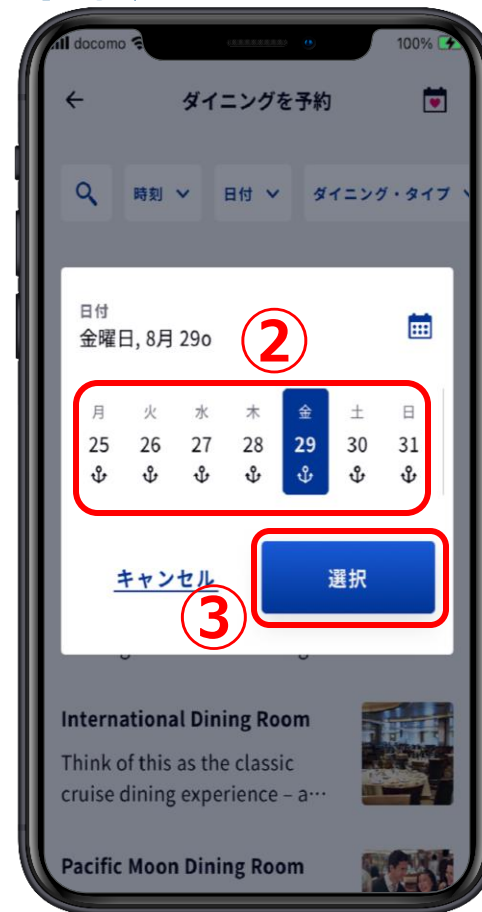 docomo
100%
ダイニングを予約
時刻
日付
ダイニング・タイプ
日付
金曜日, 8月 29o
②
月 火 水 木 金 土 日
25 26 27 28 29 30 31
キャンセル
選択
③
International Dining Room
Think of this as the classic
cruise dining experience – a…
Pacific Moon Dining Room